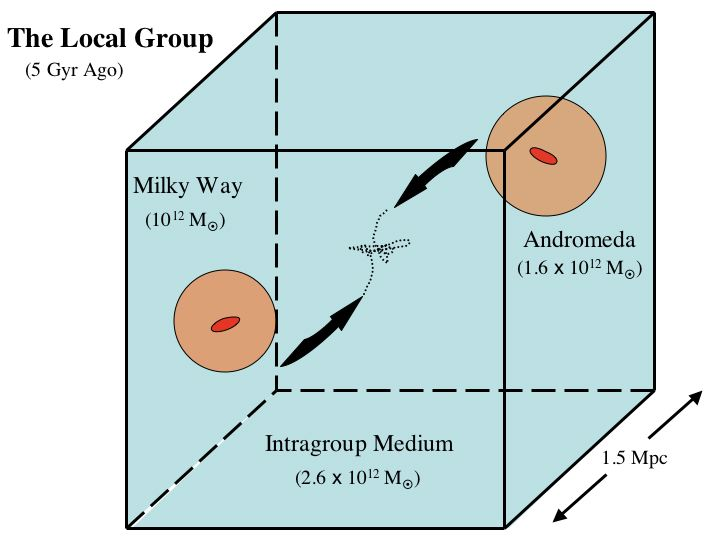 The Local Group
(5 Gyr Ago)
Milky Way
(10¹² M☉)
Andromeda
(1.6 x 10¹² M☉)
Intragroup Medium
(2.6 x 10¹² M☉)
1.5 Mpc